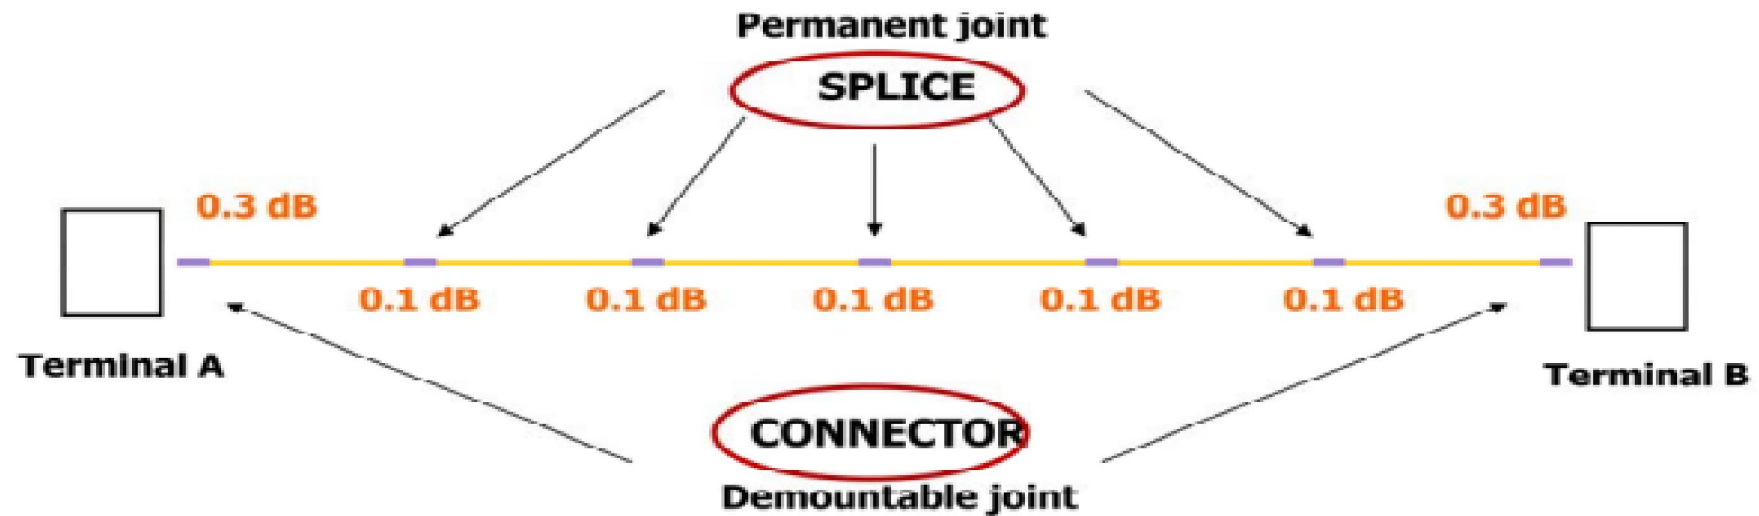 Permanent joint
SPLICE
0.3 dB
0.3 dB
0.1 dB
0.1 dB
0.1 dB
0.1 dB
0.1 dB
Terminal A
Terminal B
CONNECTOR
Demountable joint